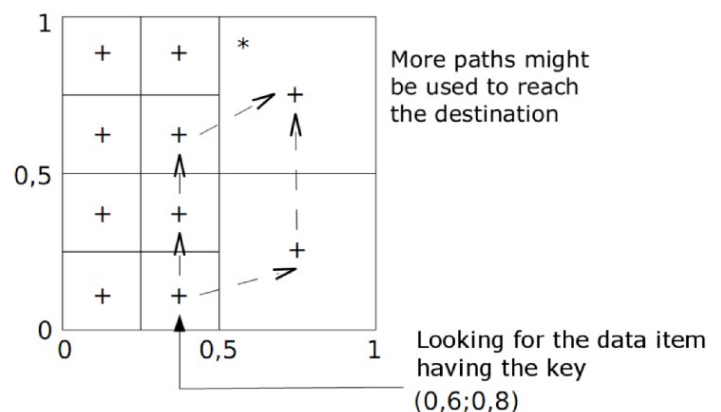 1
More paths might
be used to reach
the destination
0,5
0
0
0,5
1
Looking for the data item
having the key
(0,6;0,8)